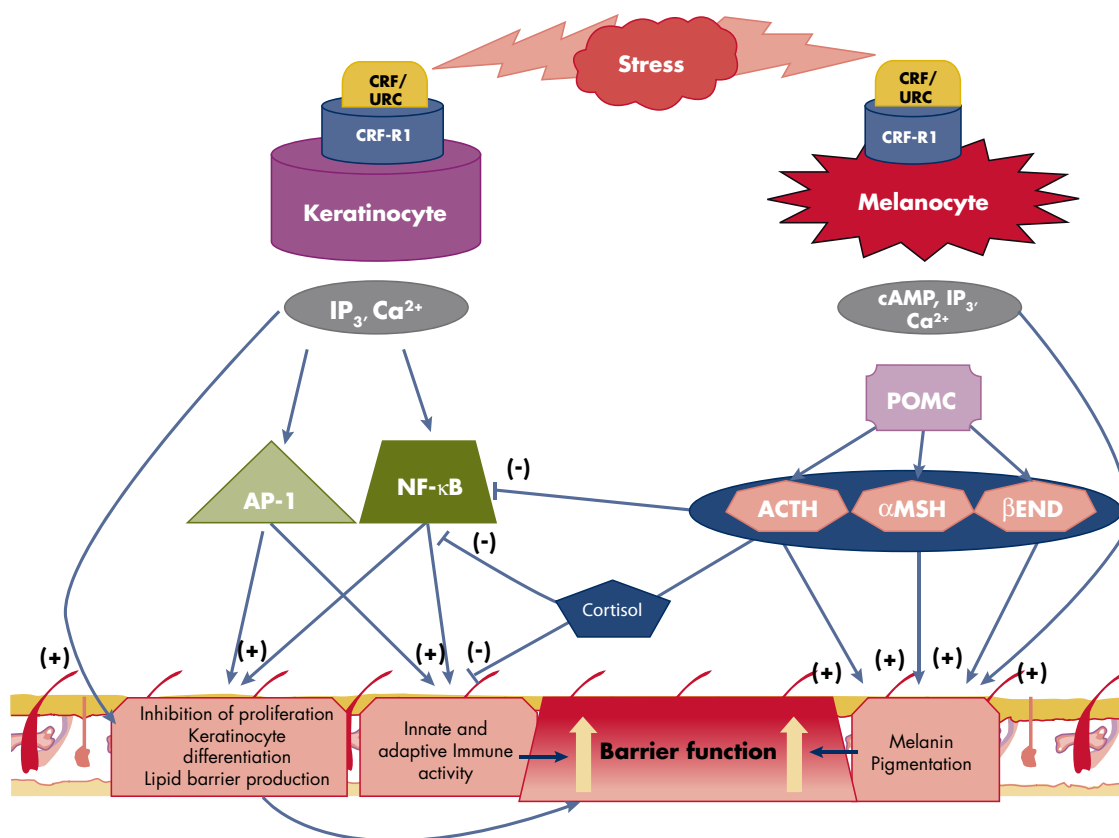 Stress
CRF/
URC
CRF-R1
Keratinocyte
CRF/
URC
CRF-R1
Melanocyte
IP3, Ca2+
cAMP, IP3,
Ca2+
POMC
AP-1
NF-κB
(-)
ACTH
αMSH
βEND
(-)
Cortisol
(+)
(+)
(+)
(-)
(+)
(+)
(+)
(+)
Inhibition of proliferation
Keratinocyte
differentiation
Lipid barrier production
Innate and
adaptive Immune
activity
Barrier function
Melanin
Pigmentation